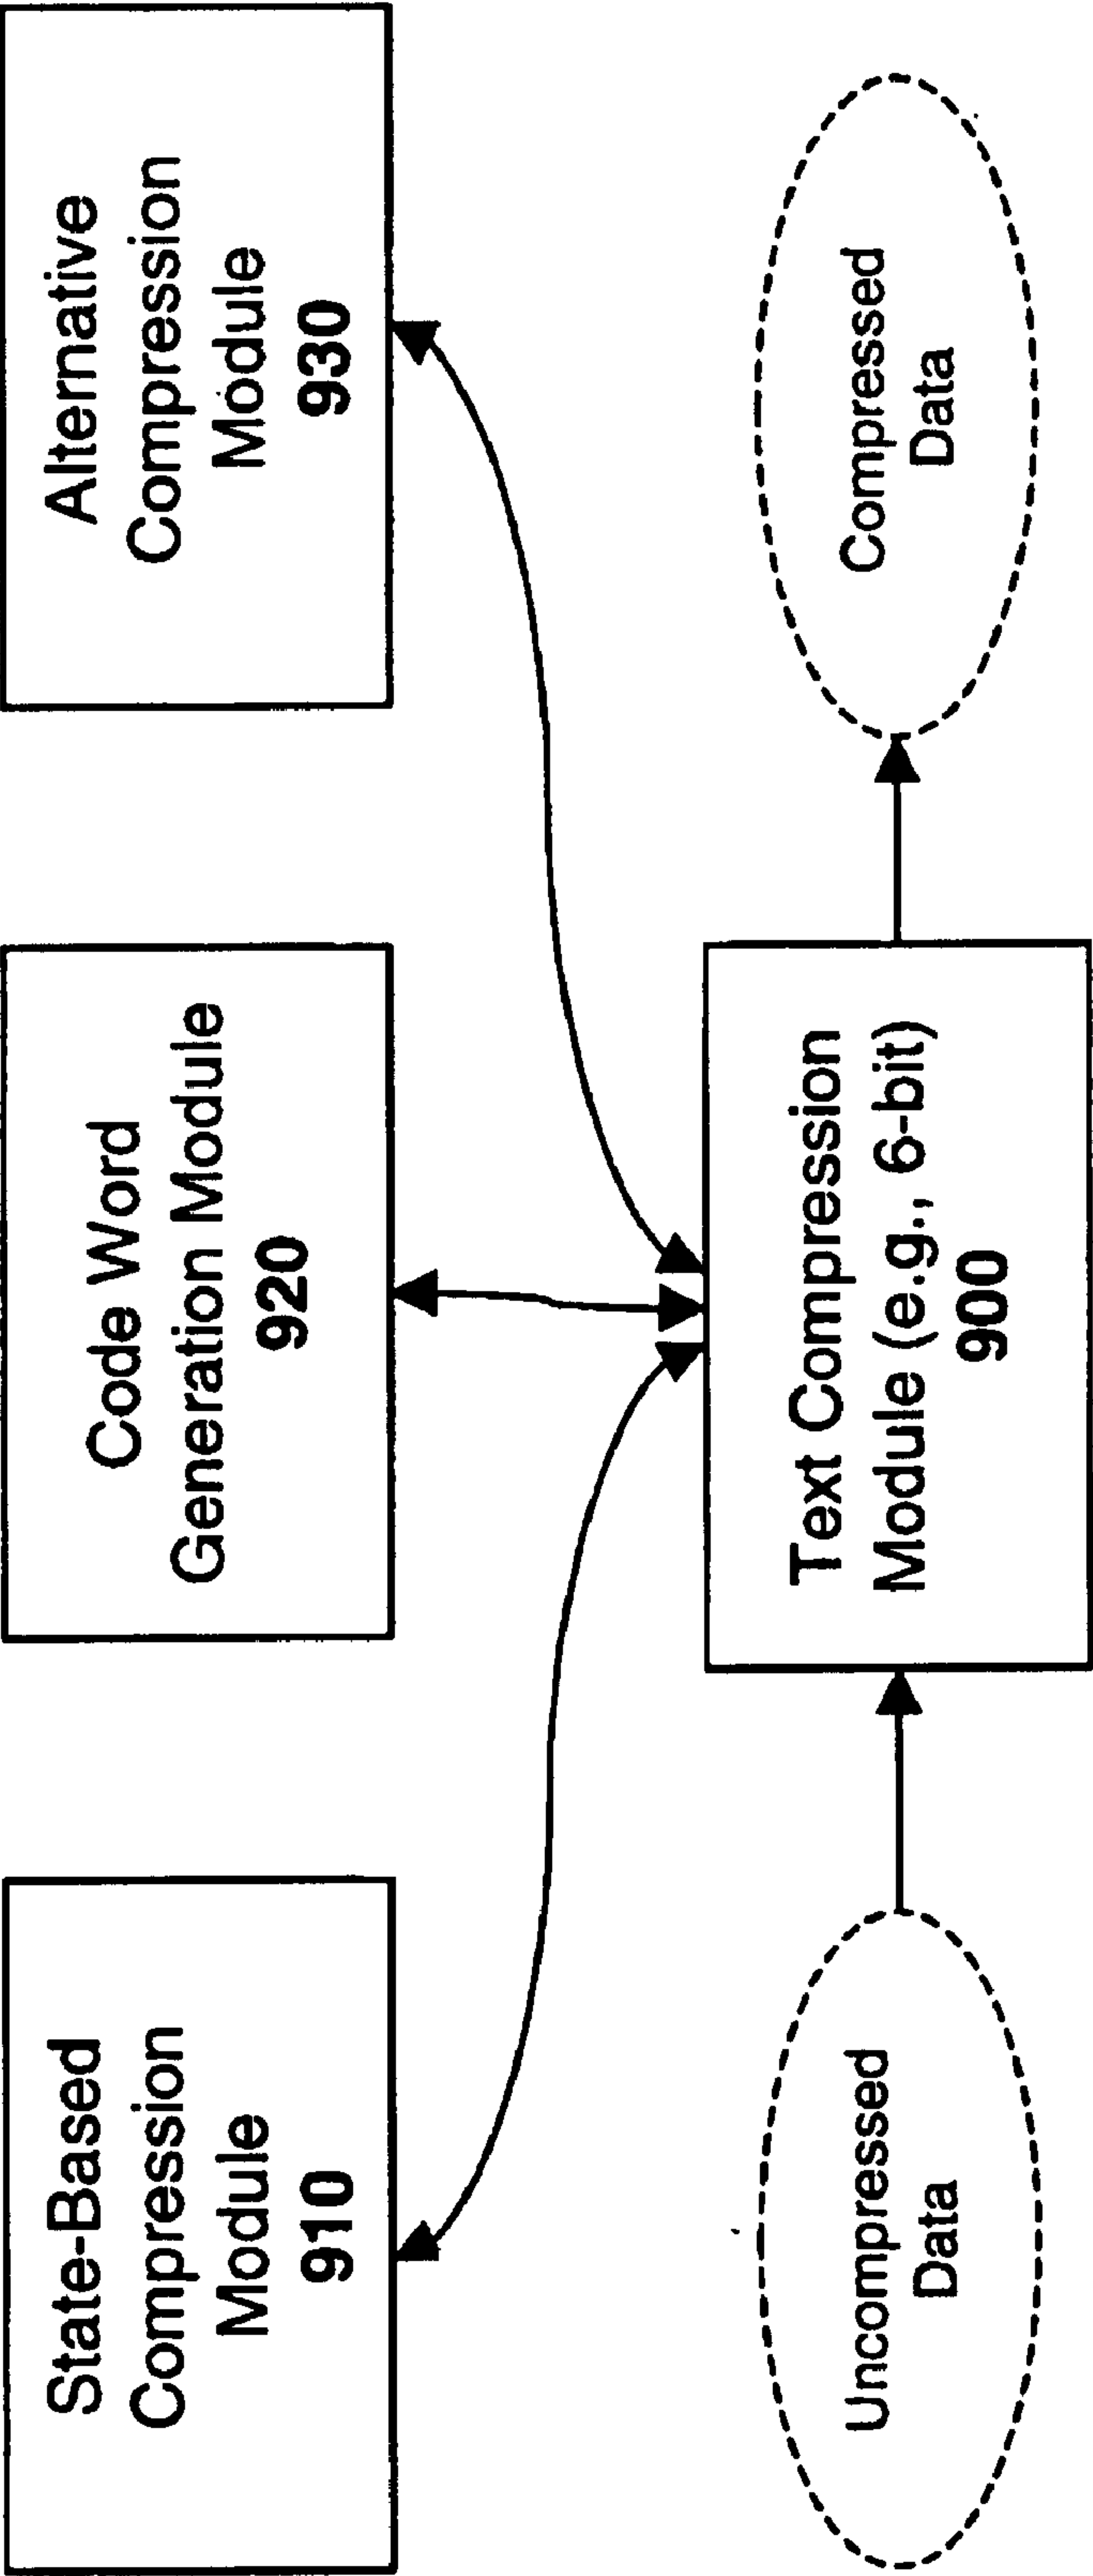 State-Based
Compression
Module
910
Code Word
Generation Module
920
Alternative
Compression
Module
930
Uncompressed
Data
Text Compression
Module (e.g., 6-bit)
900
Compressed
Data